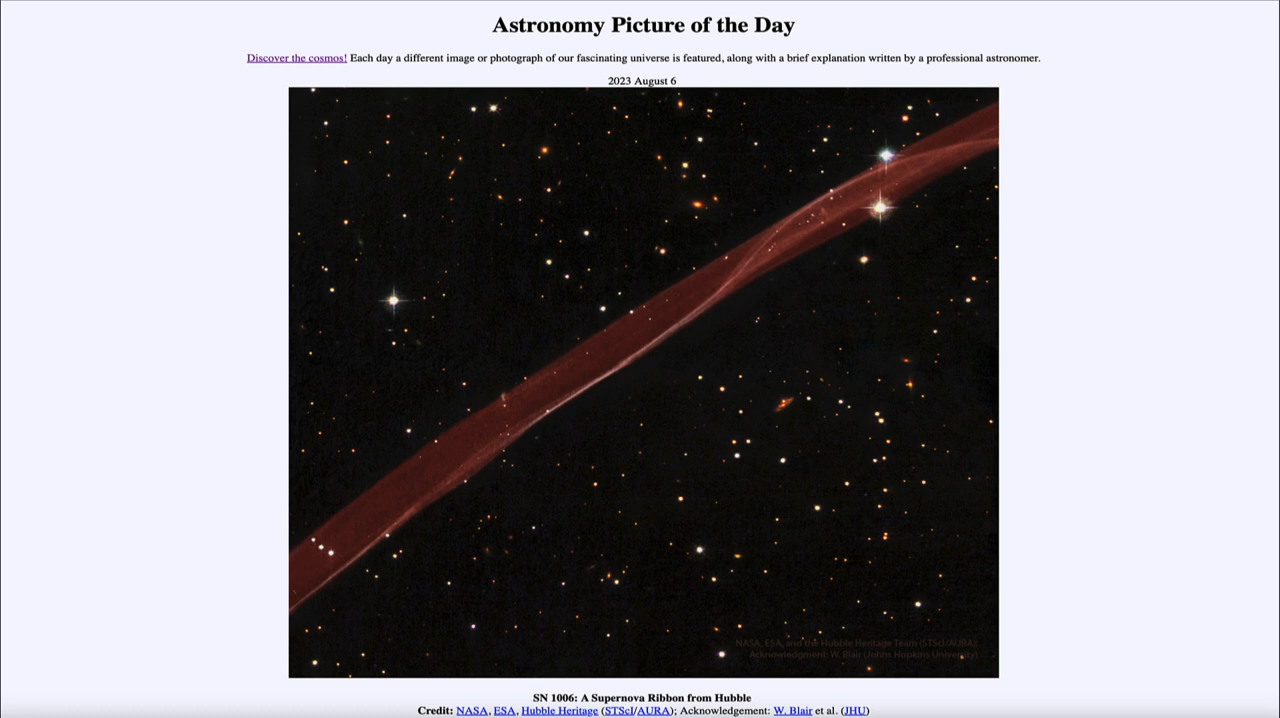 Astronomy Picture of the Day
Discover the cosmos! Each day a different image or photograph of our fascinating universe is featured, along with a brief explanation written by a professional astronomer.
2023 August 6
NASA, ESA, and the Hubble Heritage Team (STScI/AURA);
Acknowledgment: W. Blair (Johns Hopkins University)
SN 1006: A Supernova Ribbon from Hubble
Credit: NASA, ESA, Hubble Heritage (STScI/AURA); Acknowledgement: W. Blair et al. (JHU)